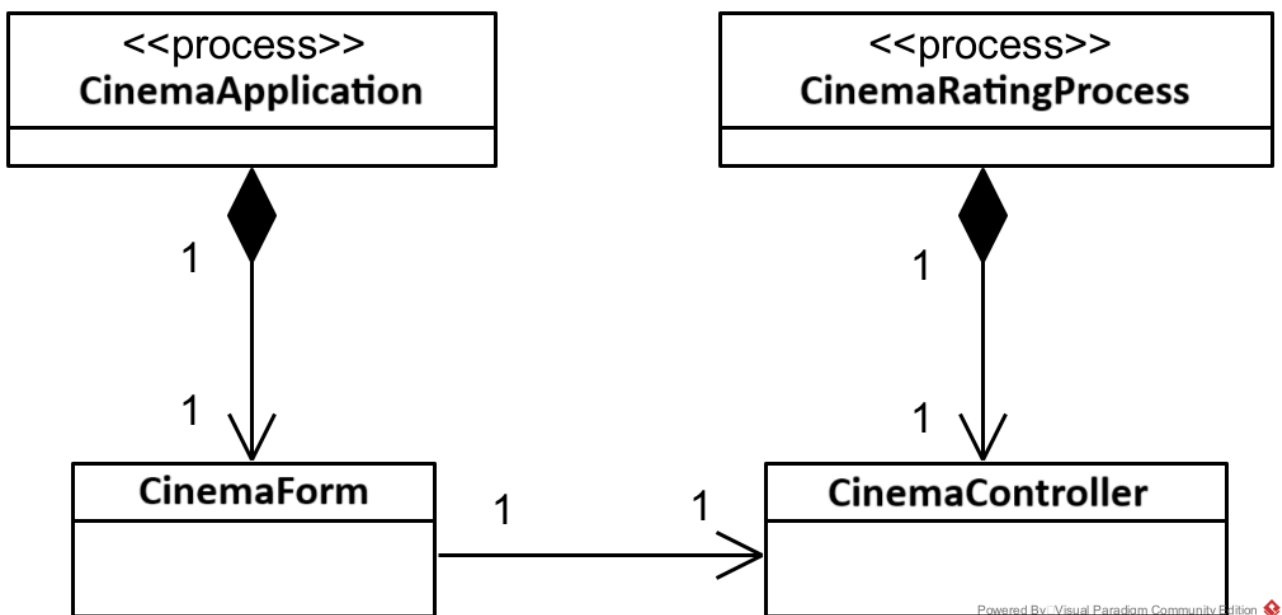 <<process>>
CinemaApplication
<<process>>
CinemaRatingProcess
1
1
1
1
CinemaForm
1
1
CinemaController
Powered By Visual Paradigm Community Edition